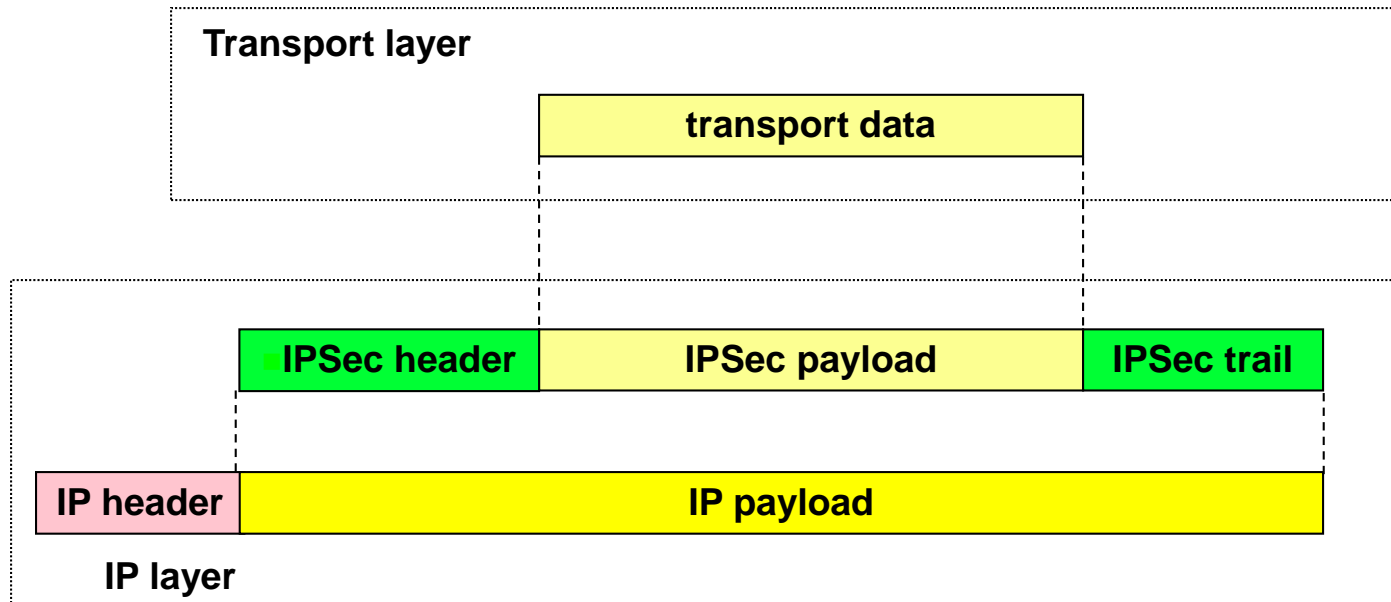 Transport layer
transport data
IPSec header
IPSec payload
IPSec trail
IP header
IP payload
IP layer